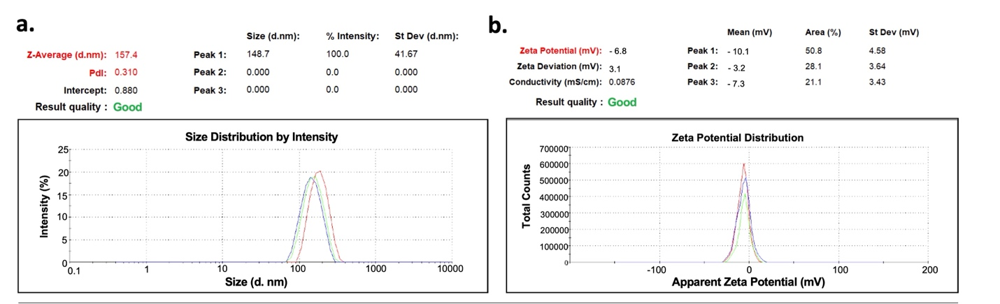 a.
Size (d.nm): % Intensity: St Dev (d.nm):
Z-Average (d.nm): 157.4 Peak 1: 148.7 100.0 41.67
PdI: 0.310 Peak 2: 0.000 0.0 0.000
Intercept: 0.880 Peak 3: 0.000 0.0 0.000
Result quality : Good
Size Distribution by Intensity
Intensity (%)
25
20
15
10
5
0
0.1 1 10 100 1000 10000
Size (d. nm)
b.
Mean (mV) Area (%) St Dev (mV)
Zeta Potential (mV): - 6.8 Peak 1: - 10.1 50.8 4.58
Zeta Deviation (mV): 3.1 Peak 2: - 3.2 28.1 3.64
Conductivity (mS/cm): 0.0876 Peak 3: - 7.3 21.1 3.43
Result quality : Good
Zeta Potential Distribution
Total Counts
700000
600000
500000
400000
300000
200000
100000
0
-100 0 100 200
Apparent Zeta Potential (mV)